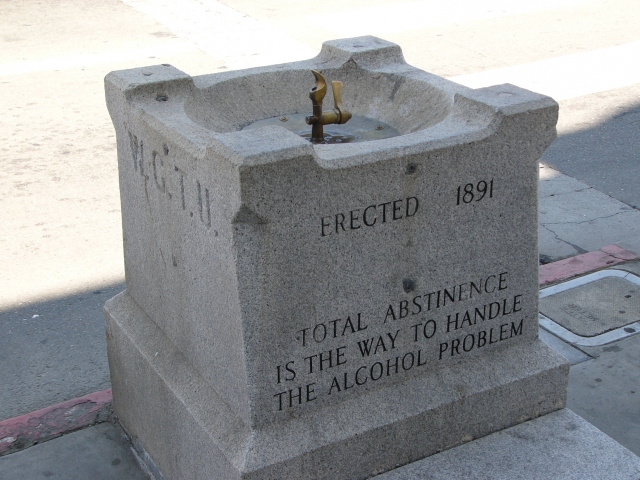 W.C.T.U.
ERECTED 1891
TOTAL ABSTINENCE
IS THE WAY TO HANDLE
THE ALCOHOL PROBLEM